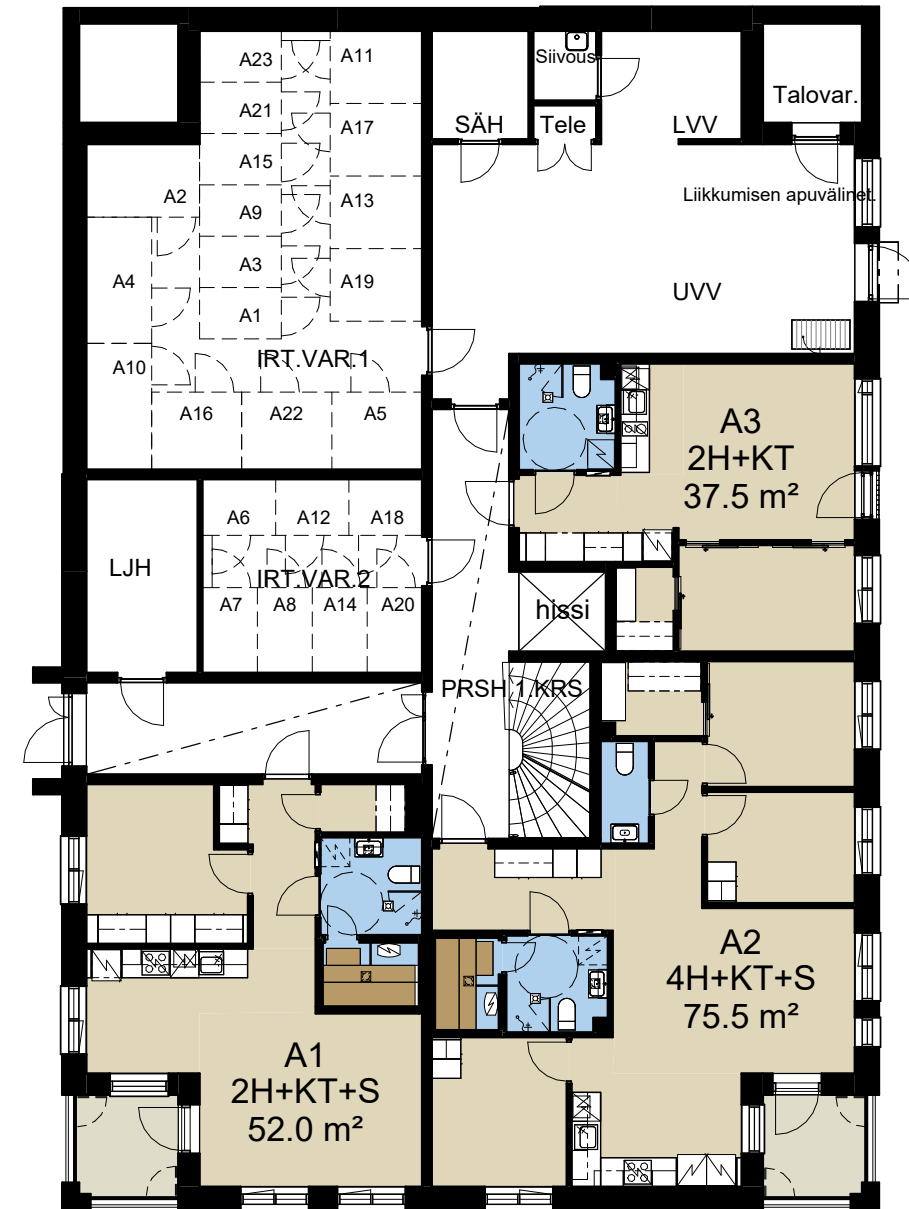 A23
A11
Siivous
A21
SÄH
Tele
LVV
Talovar.
A17
A15
A2
A9
A13
Liikkumisen apuvälinet.
A4
A3
A19
UVV
A1
A10
IRT.VAR.1
A16
A22
A5
A3
2H+KT
37.5 m²
A6
A12
A18
LJH
IRT.VAR.2
A7
A8
A14
A20
hissi
PRSH 1.KRS
A2
4H+KT+S
75.5 m²
A1
2H+KT+S
52.0 m²